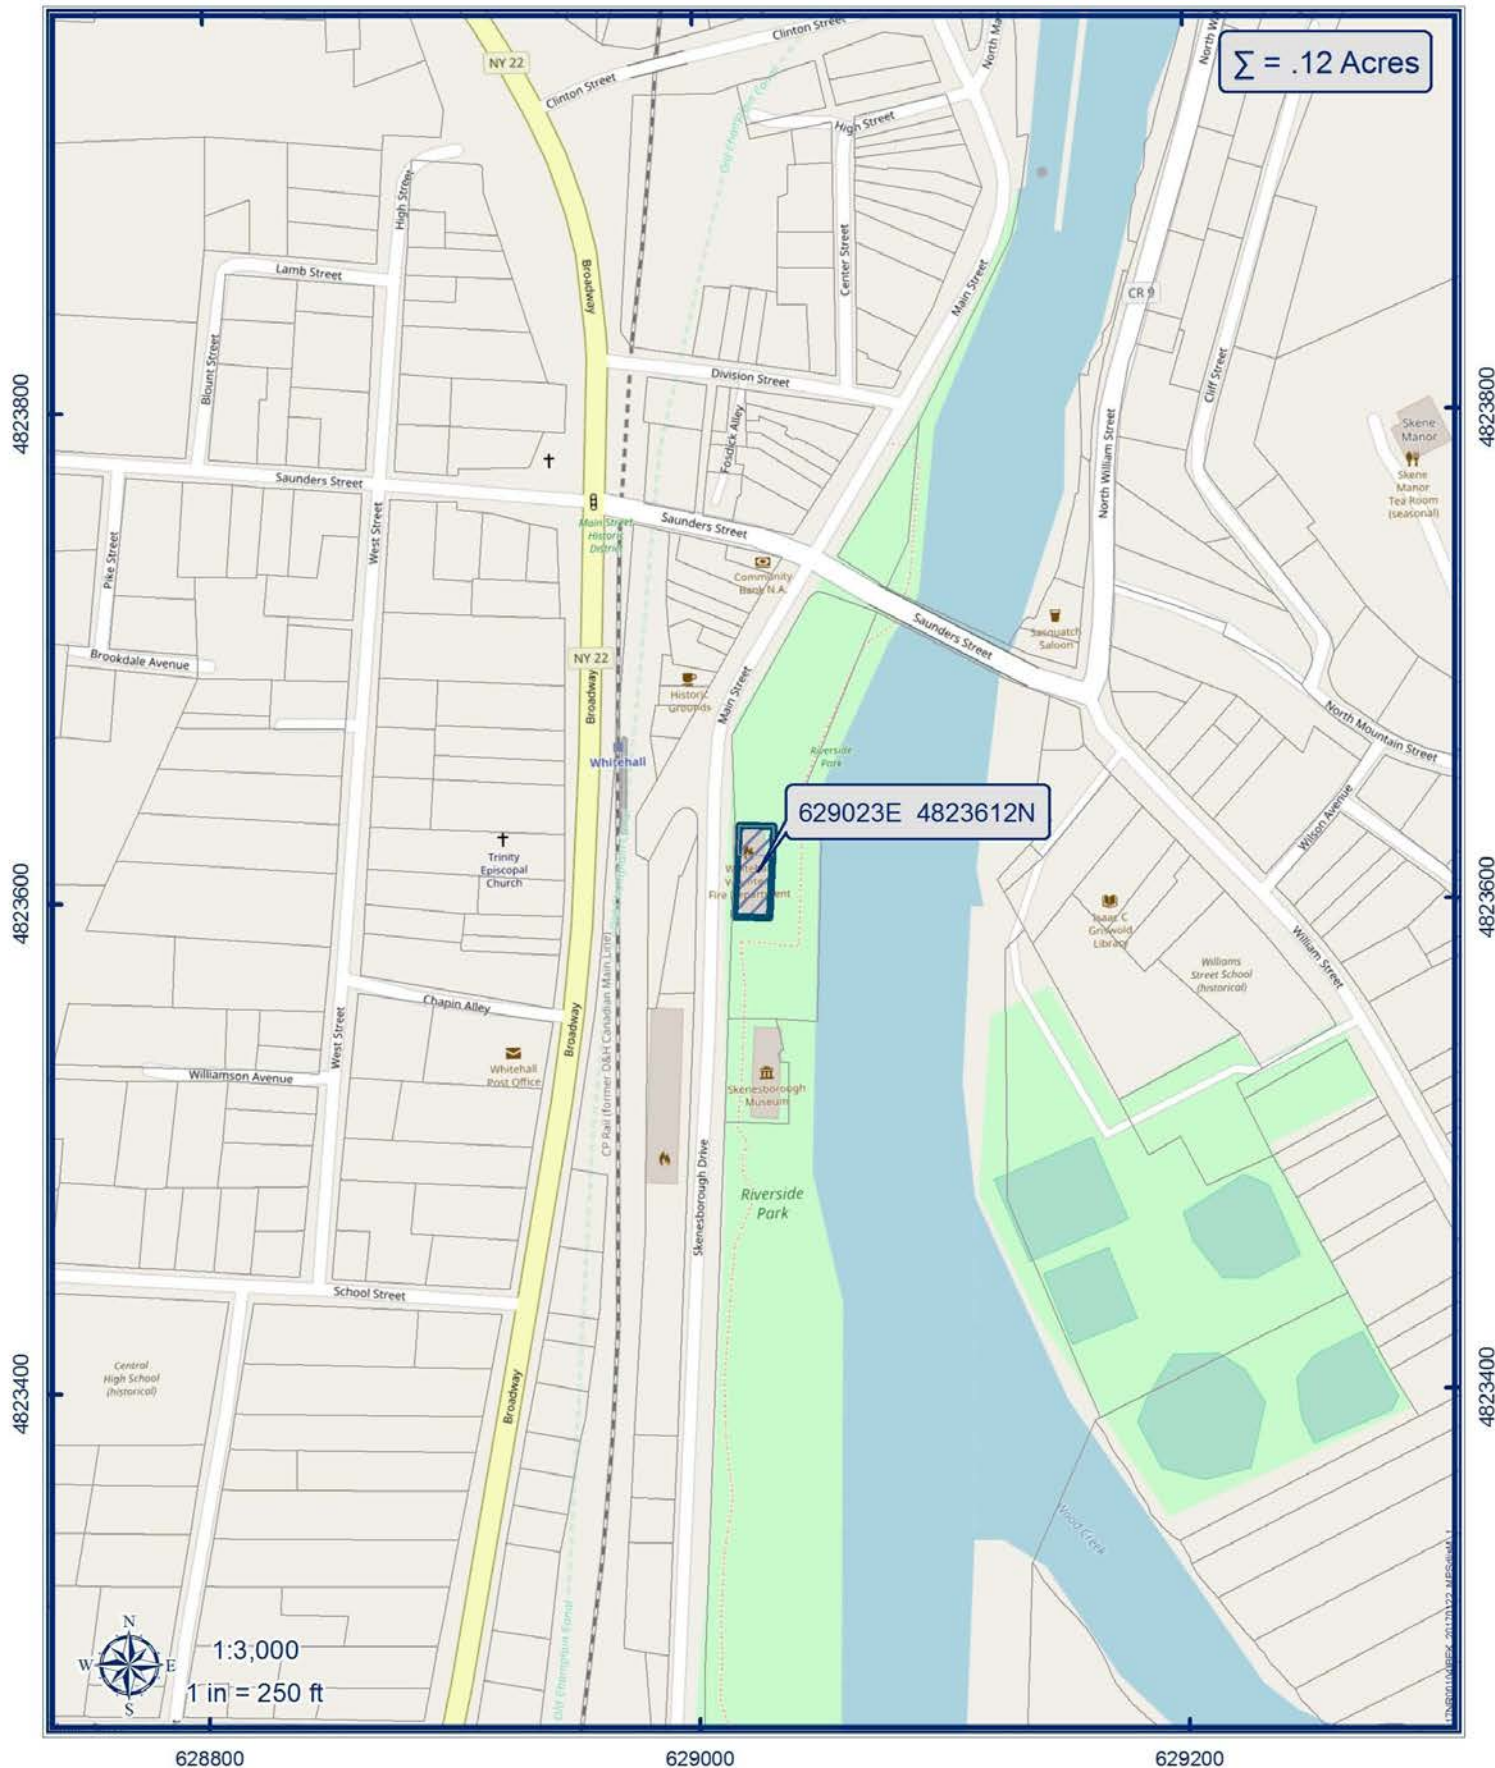 Clinton Street
North Ma
North W
∑ = .12 Acres
NY 22
Clinton Street
High Street
High Street
Center Street
Lamb Street
Broadway
Main Street
CR 9
Blount Street
Division Street
Cliff Street
4823800
4823800
Fosdick Alley
Skene
Manor
Skene
Manor
Tea Room
(seasonal)
Saunders Street
North William Street
Saunders Street
Main Street
Historic
District
Pike Street
West Street
Community
Bank N.A.
Saunders Street
Sasquatch
Saloon
Brookdale Avenue
NY 22
Broadway
Main Street
Historic
Grounds
North Mountain Street
Riverside
Park
Whitehall
629023E 4823612N
Wilson Avenue
Trinity
Episcopal
Church
Fire Department
4823600
4823600
Isaac C
Griswold
Library
William Street
Williams
Street School
(historical)
CP Rail (former D&H Canadian Main Line)
Chapin Alley
Broadway
West Street
Williamson Avenue
Whitehall
Post Office
Skenesborough
Museum
Skenesborough Drive
Riverside
Park
School Street
Central
High School
(historical)
4823400
4823400
Broadway
Wood Creek
Old Champlain Canal
N
W
E
S
1:3,000
1 in = 250 ft
628800
629000
629200